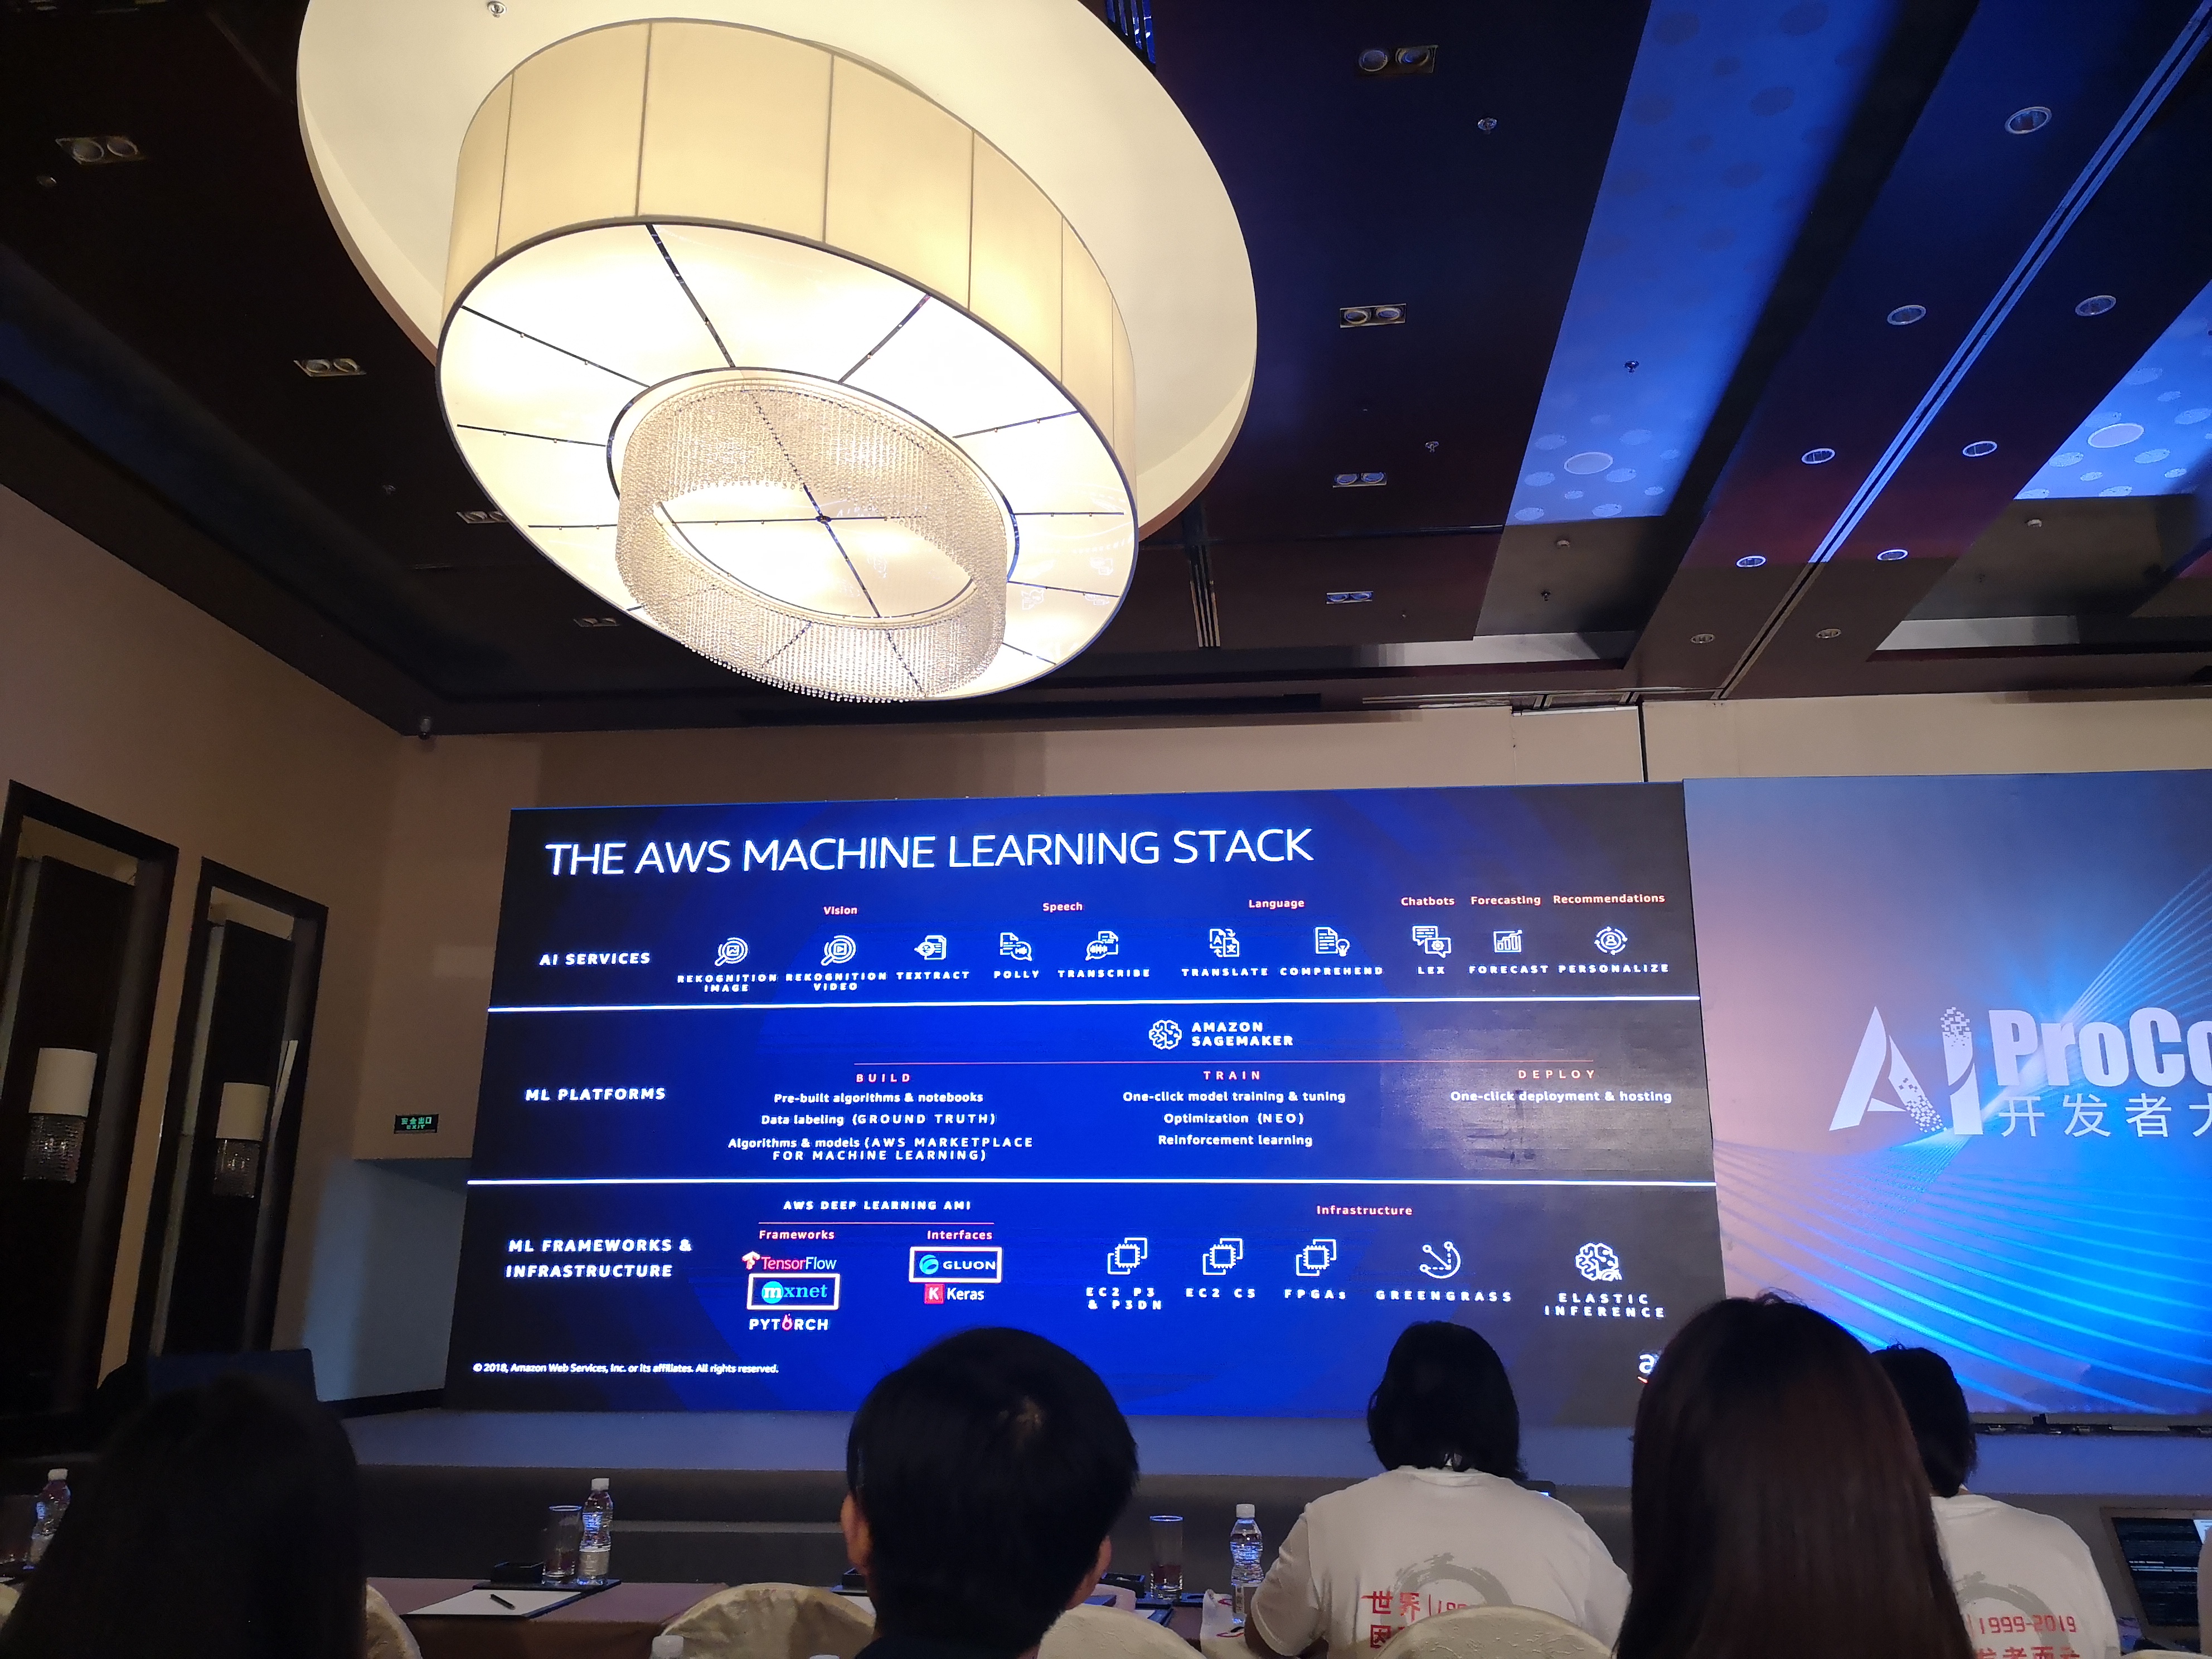 THE AWS MACHINE LEARNING STACK
Vision
Speech
Language
Chatbots
Forecasting
Recommendations
AI SERVICES
REKOGNITION
IMAGE
REKOGNITION
VIDEO
TEXTRACT
POLLY
TRANSCRIBE
TRANSLATE
COMPREHEND
LEX
FORECAST
PERSONALIZE
AMAZON
SAGEMAKER
ML PLATFORMS
BUILD
Pre-built algorithms & notebooks
Data labeling (GROUND TRUTH)
Algorithms & models (AWS MARKETPLACE
FOR MACHINE LEARNING)
TRAIN
One-click model training & tuning
Optimization (NEO)
Reinforcement learning
DEPLOY
One-click deployment & hosting
ML FRAMEWORKS &
INFRASTRUCTURE
AWS DEEP LEARNING AMI
Frameworks
TensorFlow
mxnet
PYTORCH
Interfaces
GLUON
K Keras
Infrastructure
EC2 P3
& P3DN
EC2 C5
FPGAs
GREENGRASS
ELASTIC
INFERENCE
© 2018, Amazon Web Services, Inc. or its affiliates. All rights reserved.
AI ProCo
开发者大
安全出口
EXIT
世界
因
1999-2019